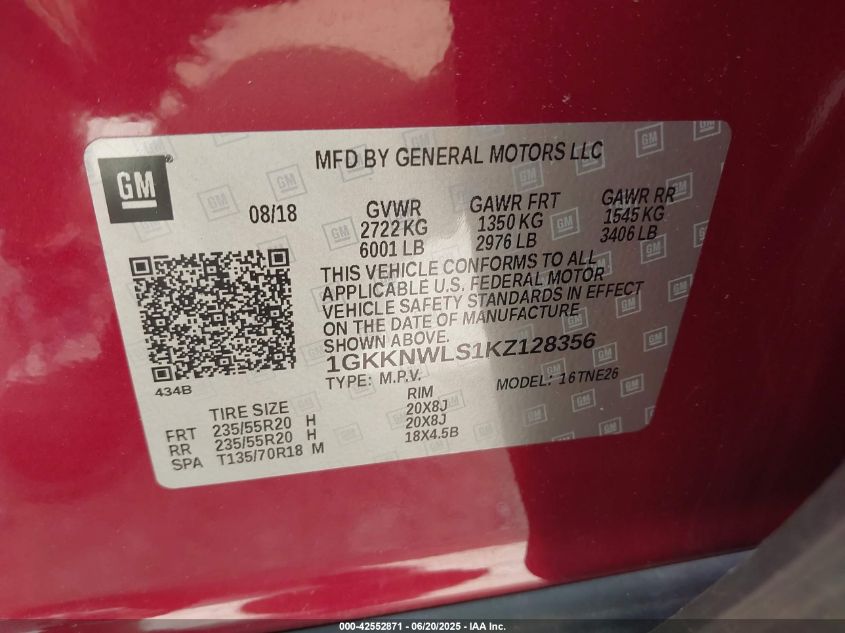 GM
MFD BY GENERAL MOTORS LLC
08/18
GVWR GAWR FRT GAWR RR
2722 KG 1350 KG 1545 KG
6001 LB 2976 LB 3406 LB
THIS VEHICLE CONFORMS TO ALL
APPLICABLE U.S. FEDERAL MOTOR
VEHICLE SAFETY STANDARDS IN EFFECT
ON THE DATE OF MANUFACTURE
SHOWN ABOVE.
1GKKNWLS1KZ128356
TYPE: M.P.V. MODEL: 16TNE26
434B
TIRE SIZE RIM
FRT 235/55R20 H 20X8J
RR 235/55R20 H 20X8J
SPA T135/70R18 M 18X4.5B
000-42552871 - 06/20/2025 - IAA Inc.